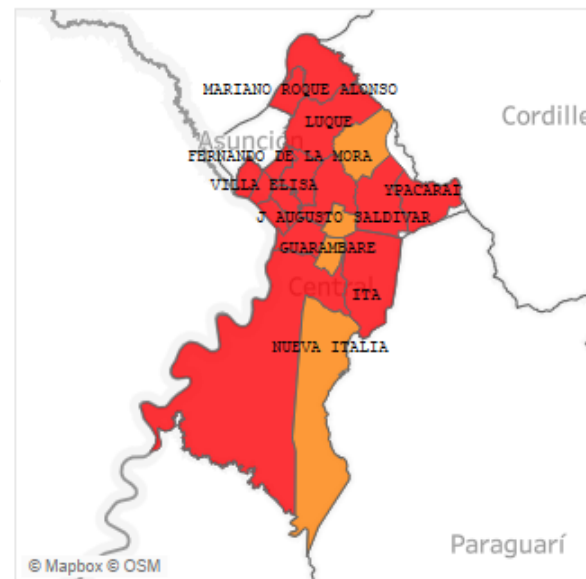 MARIANO ROQUE ALONSO
Cordille
LUQUE
Asunción
FERNANDO DE LA MORA
VILLA ELISA
YPACARAI
J AUGUSTO SALDIVAR
GUARAMBARE
Central
ITA
NUEVA ITALIA
Paraguarí
© Mapbox © OSM